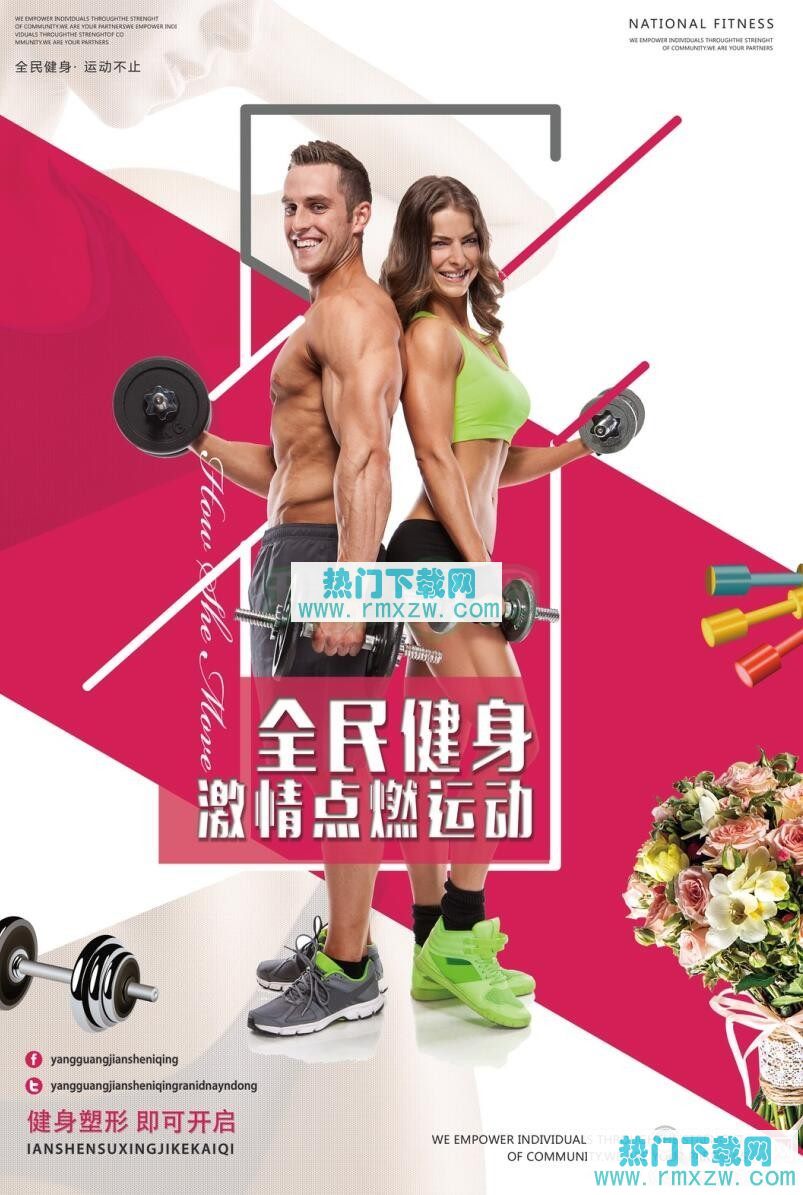 WE EMPOWER INDIVIDUALS THROUGHTHE STRENGHT
OF COMMUNITY.WE ARE YOUR PARTNERSWE EMPOWER INDI
VIDUALS THROUGHTHE STRENGHTOF CO
MMUNITY.WE ARE YOUR PARTNERS
全民健身·运动不止
NATIONAL FITNESS
WE EMPOWER INDIVIDUALS THROUGHTHE STRENGHT
OF COMMUNITY.WE ARE YOUR PARTNERS
KG
How She Move
热门下载网
www.rmxzw.com
全民健身
激情点燃运动
yangguangjiansheniqing
yangguangjiansheniqingranidnayndong
健身塑形 即可开启
IANSHENSUXINGJIKEKAIQI
WE EMPOWER INDIVIDUALS THROUGH
OF COMMUNI
热门下载网
www.rmxzw.com